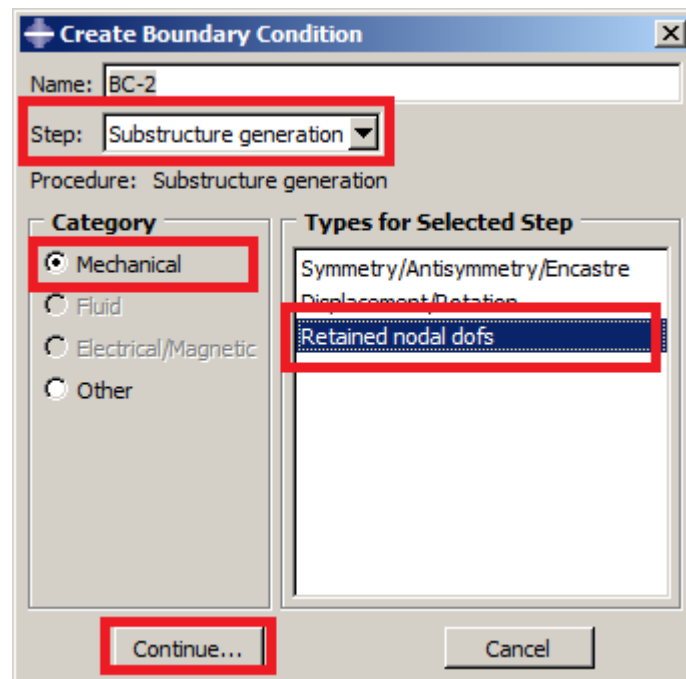 Create Boundary Condition
Name: BC-2
Step: Substructure generation
Procedure: Substructure generation
Category
Mechanical
Fluid
Electrical/Magnetic
Other
Types for Selected Step
Symmetry/Antisymmetry/Encastre
Displacement/Rotation
Retained nodal dofs
Continue...
Cancel